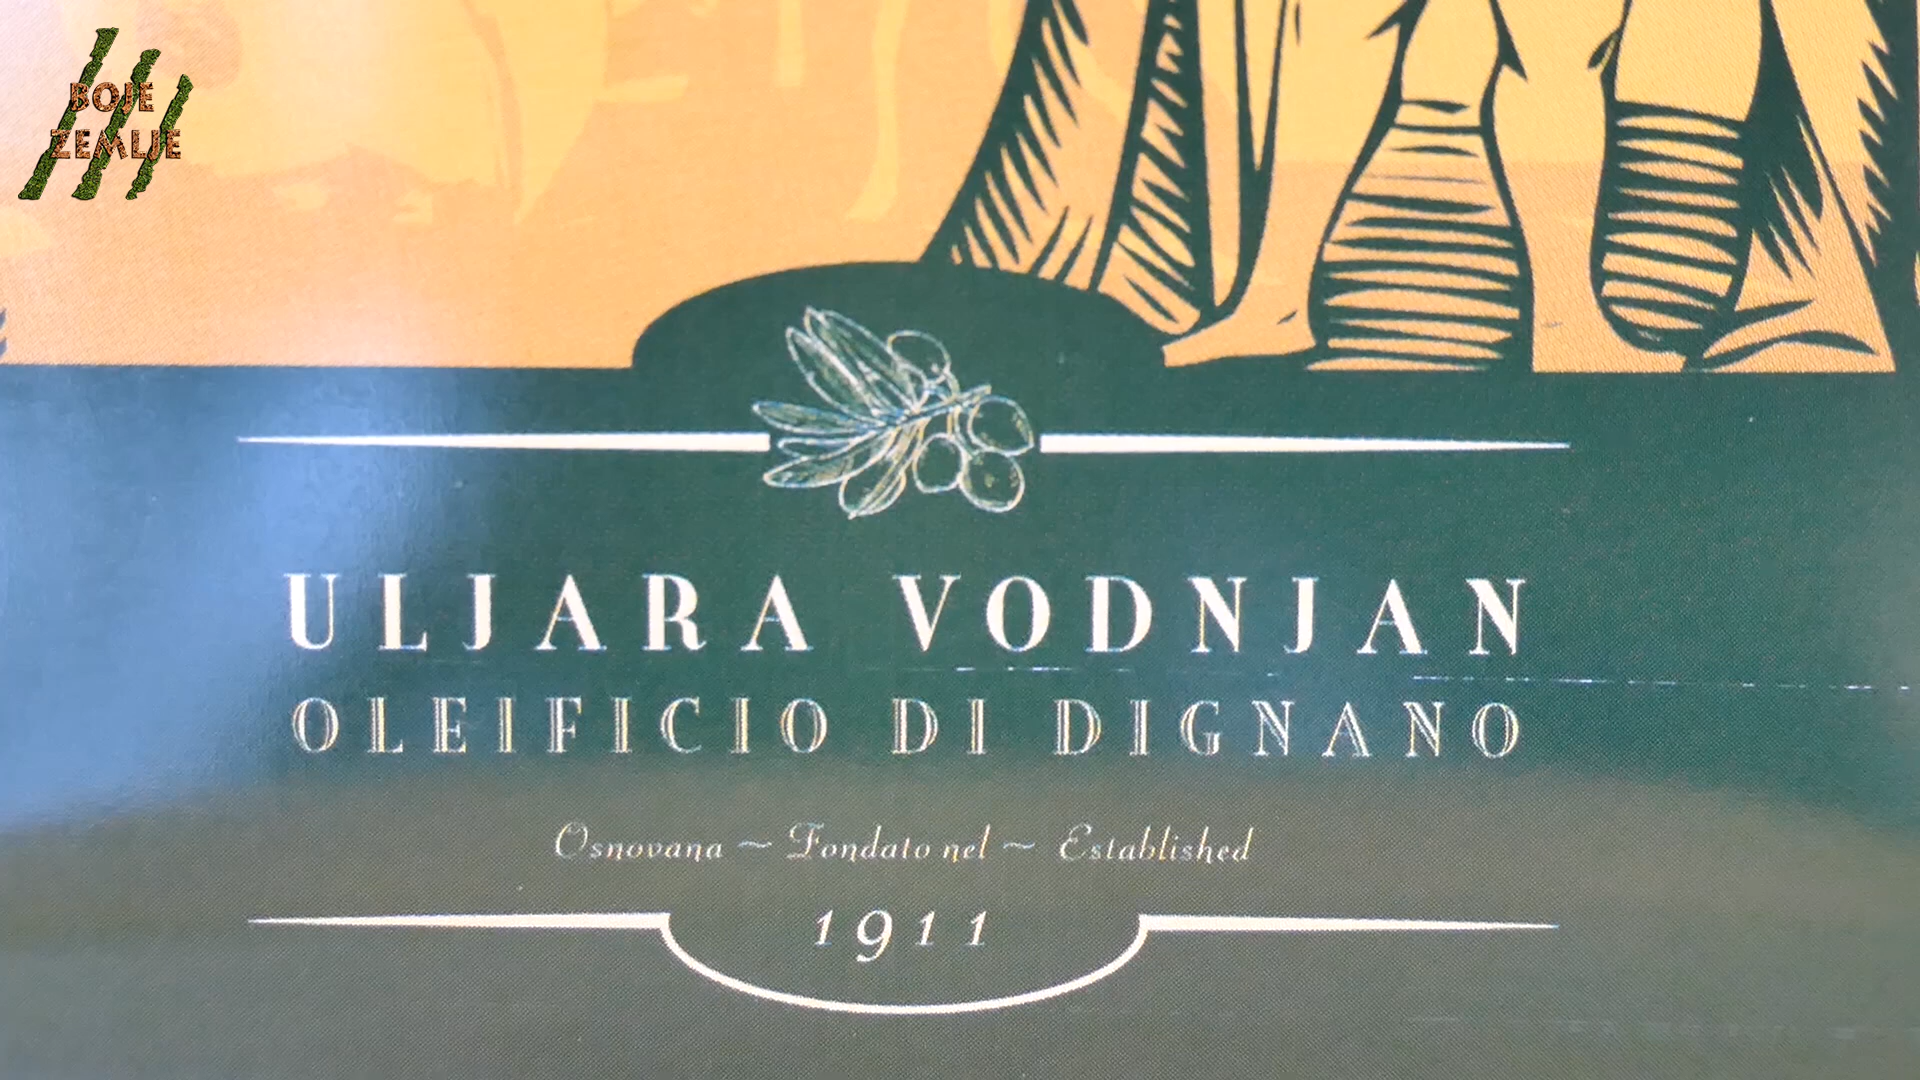 BOJE
ZEMLJE
ULJARA VODNJAN
OLEIFICIO DI DIGNANO
Osnovana ~ Fondato nel ~ Established
1911